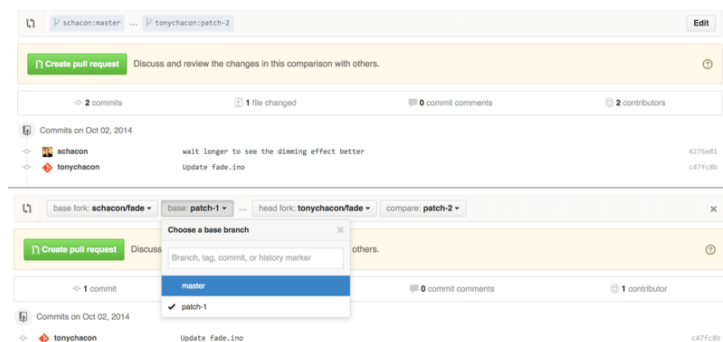 schacon:master ... tonychacon:patch-2 Edit
Create pull request Discuss and review the changes in this comparison with others.
2 commits 1 file changed 0 commit comments 2 contributors
Commits on Oct 02, 2014
schacon wait longer to see the dimming effect better 4276e81
tonychacon Update fade.ino c47fc8b
base fork: schacon/fade base: patch-1 ... head fork: tonychacon/fade compare: patch-2
Choose a base branch
Create pull request Discuss others.
Branch, tag, commit, or history marker
1 commit master 0 commit comments 1 contributor
patch-1
Commits on Oct 02, 2014
tonychacon Update fade.ino c47fc8b